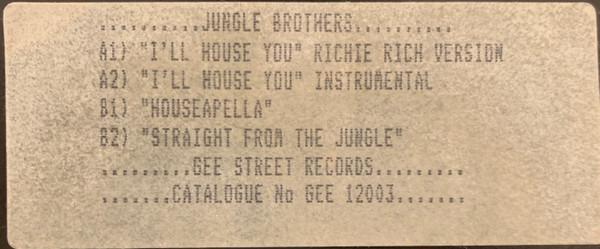 ..........JUNGLE BROTHERS..........
A1) "I'LL HOUSE YOU" RICHIE RICH VERSION
A2) "I'LL HOUSE YOU" INSTRUMENTAL
B1) "HOUSEAPELLA"
B2) "STRAIGHT FROM THE JUNGLE"
.........GEE STREET RECORDS.........
.......CATALOGUE No GEE 12003.......